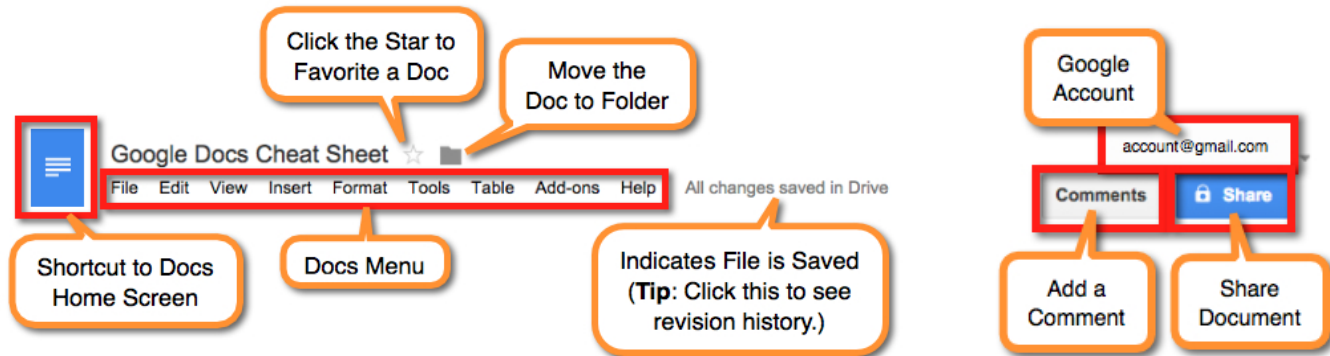 Click the Star to
Favorite a Doc
Move the
Doc to Folder
Google
Account
Google Docs Cheat Sheet
account@gmail.com
File Edit View Insert Format Tools Table Add-ons Help
All changes saved in Drive
Comments
Share
Shortcut to Docs
Home Screen
Docs Menu
Indicates File is Saved
(Tip: Click this to see
revision history.)
Add a
Comment
Share
Document